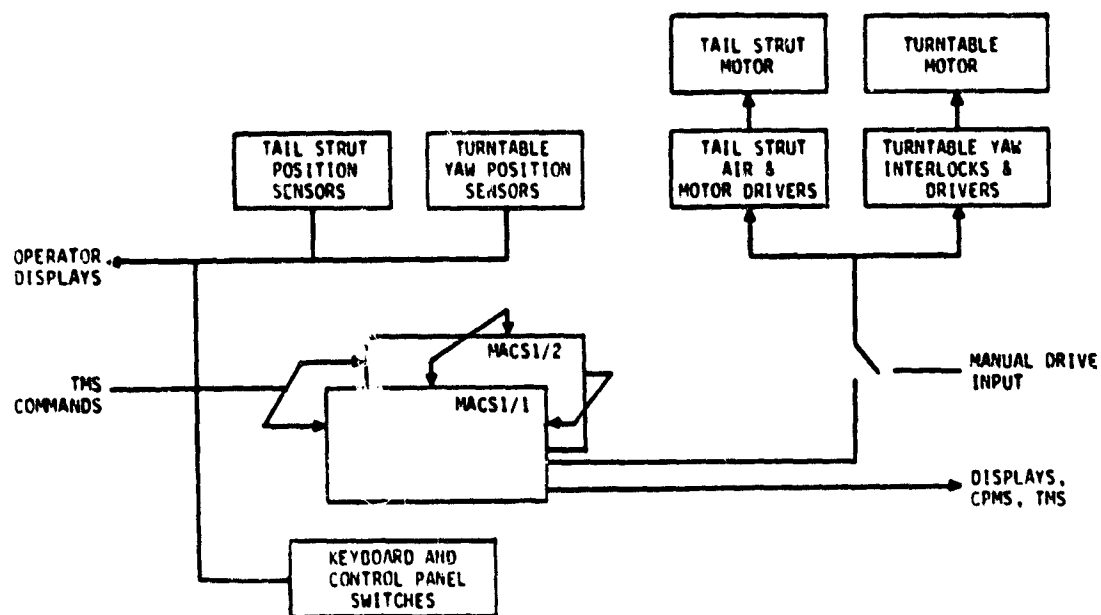 TAIL STRUT
MOTOR
TURNTABLE
MOTOR
TAIL STRUT
POSITION
SENSORS
TURNTABLE
YAW POSITION
SENSORS
TAIL STRUT
AIR &
MOTOR DRIVERS
TURNTABLE YAW
INTERLOCKS &
DRIVERS
OPERATOR
DISPLAYS
MACS1/2
TMS
COMMANDS
MACS1/1
MANUAL DRIVE
INPUT
DISPLAYS,
CPMS, TMS
KEYBOARD AND
CONTROL PANEL
SWITCHES